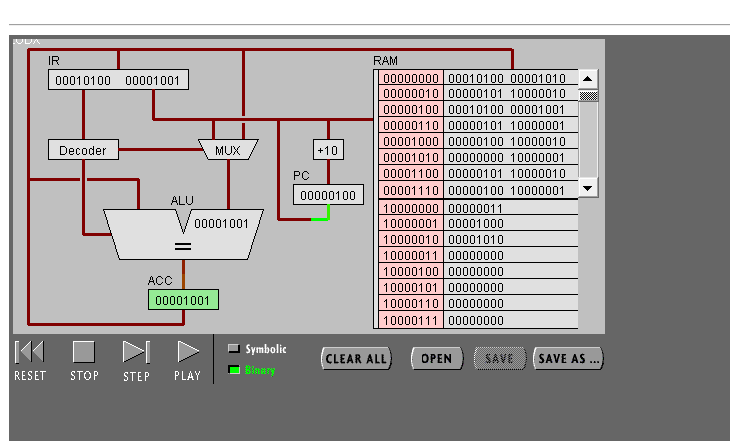 IR
00010100 00001001
Decoder
MUX
+10
PC
00000100
ALU
00001001
=
ACC
00001001
RAM
00000000 00010100 00001010
00000010 00000101 10000010
00000100 00010100 00001001
00000110 00000101 10000001
00001000 00010100 10000010
00001010 00000000 10000001
00001100 00000101 10000010
00001110 00000100 10000001
10000000 00000011
10000001 00001000
10000010 00001010
10000011 00000000
10000100 00000000
10000101 00000000
10000110 00000000
10000111 00000000
RESET STOP STEP PLAY
Symbolic
Binary
CLEAR ALL OPEN SAVE SAVE AS ...